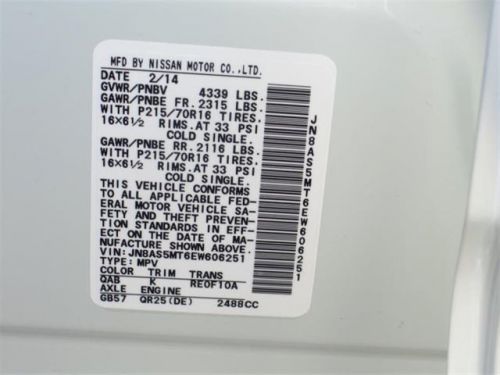 MFD BY NISSAN MOTOR CO.,LTD.
DATE 2/14
GVWR/PNBV 4339 LBS.
GAWR/PNBE FR. 2315 LBS.
WITH P215/70R16 TIRES.
16X6½ RIMS.AT 33 PSI
COLD SINGLE.
GAWR/PNBE RR. 2116 LBS.
WITH P215/70R16 TIRES.
16X6½ RIMS.AT 33 PSI
COLD SINGLE.
THIS VEHICLE CONFORMS
TO ALL APPLICABLE FED-
ERAL MOTOR VEHICLE SA-
FETY AND THEFT PREVEN-
TION STANDARDS IN EFF-
ECT ON THE DATE OF MA-
NUFACTURE SHOWN ABOVE.
VIN:JN8AS5MT6EW606251
TYPE: MPV
COLOR TRIM TRANS
QAB K RE0F10A
AXLE ENGINE
GB57 QR25(DE) 2488CC
JN8AS5MT6EW606251